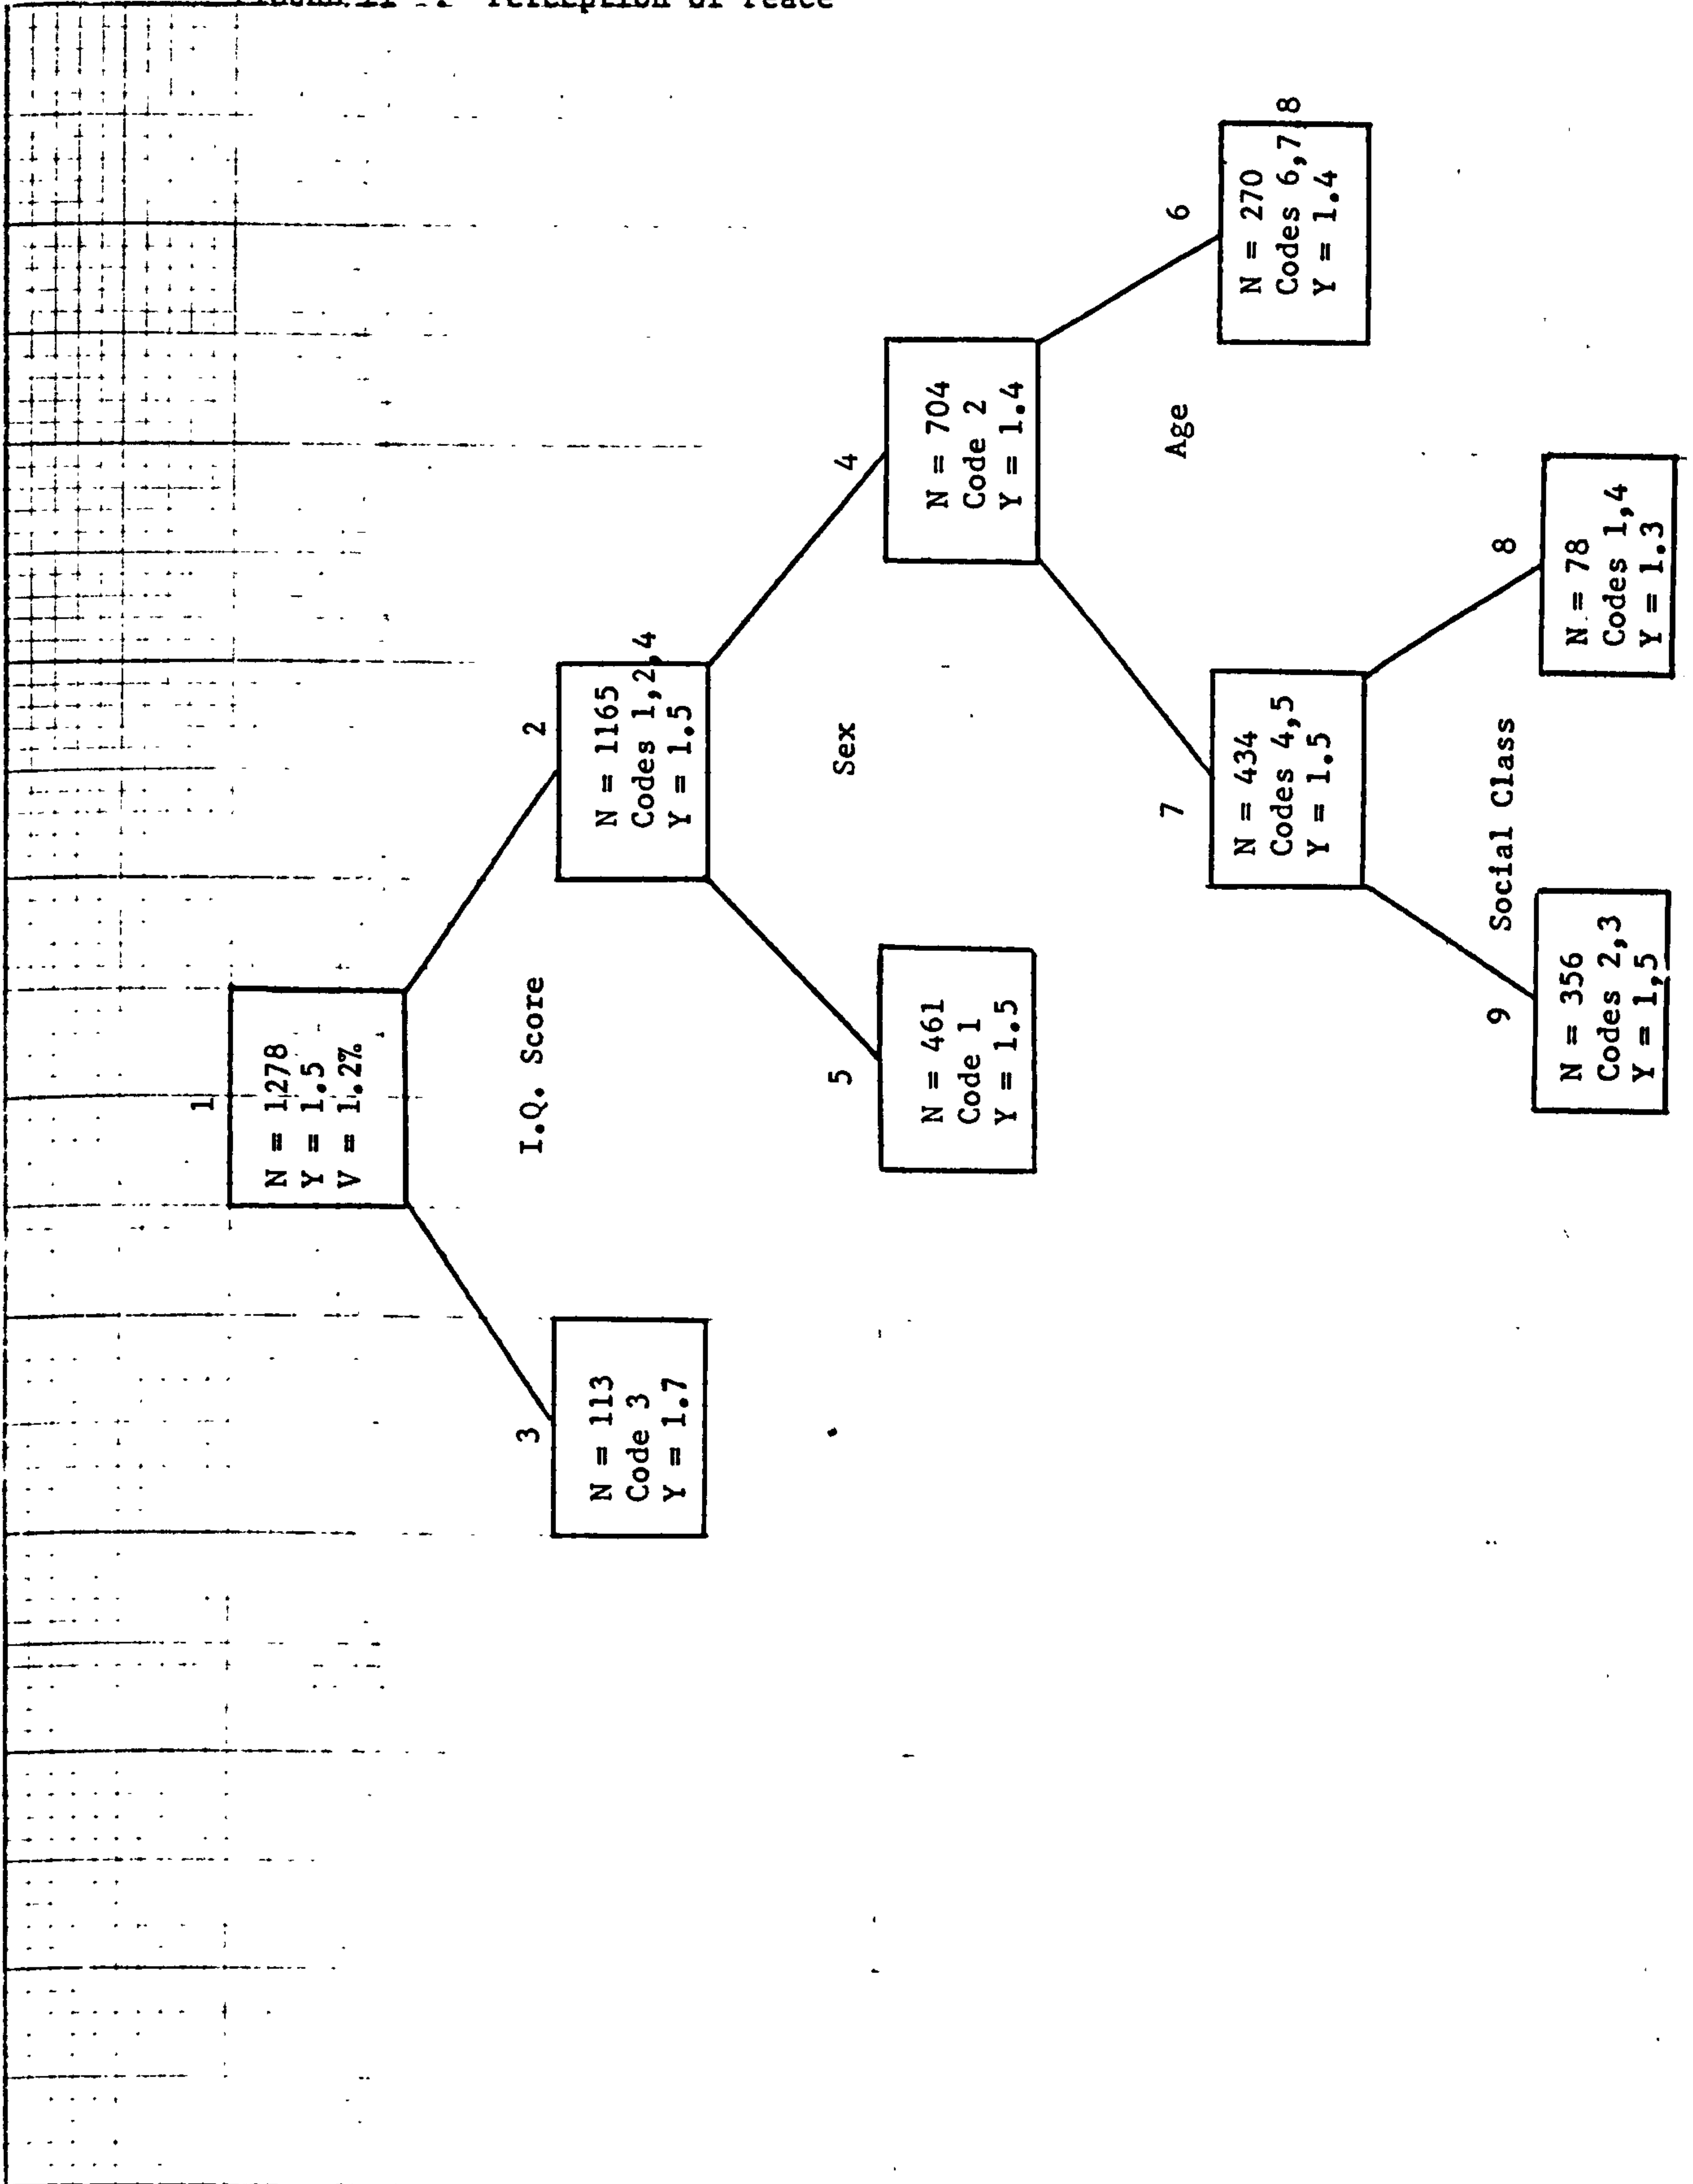 Perception of Peace
1
N = 1278
Y = 1.5
V = 1.2%
I.Q. Score
3
N = 113
Code 3
Y = 1.7
2
N = 1165
Codes 1,2,4
Y = 1.5
Sex
5
N = 461
Code 1
Y = 1.5
4
N = 704
Code 2
Y = 1.4
Age
7
N = 434
Codes 4,5
Y = 1.5
6
N = 270
Codes 6,7,8
Y = 1.4
Social Class
9
N = 356
Codes 2,3
Y = 1,5
8
N = 78
Codes 1,4
Y = 1.3